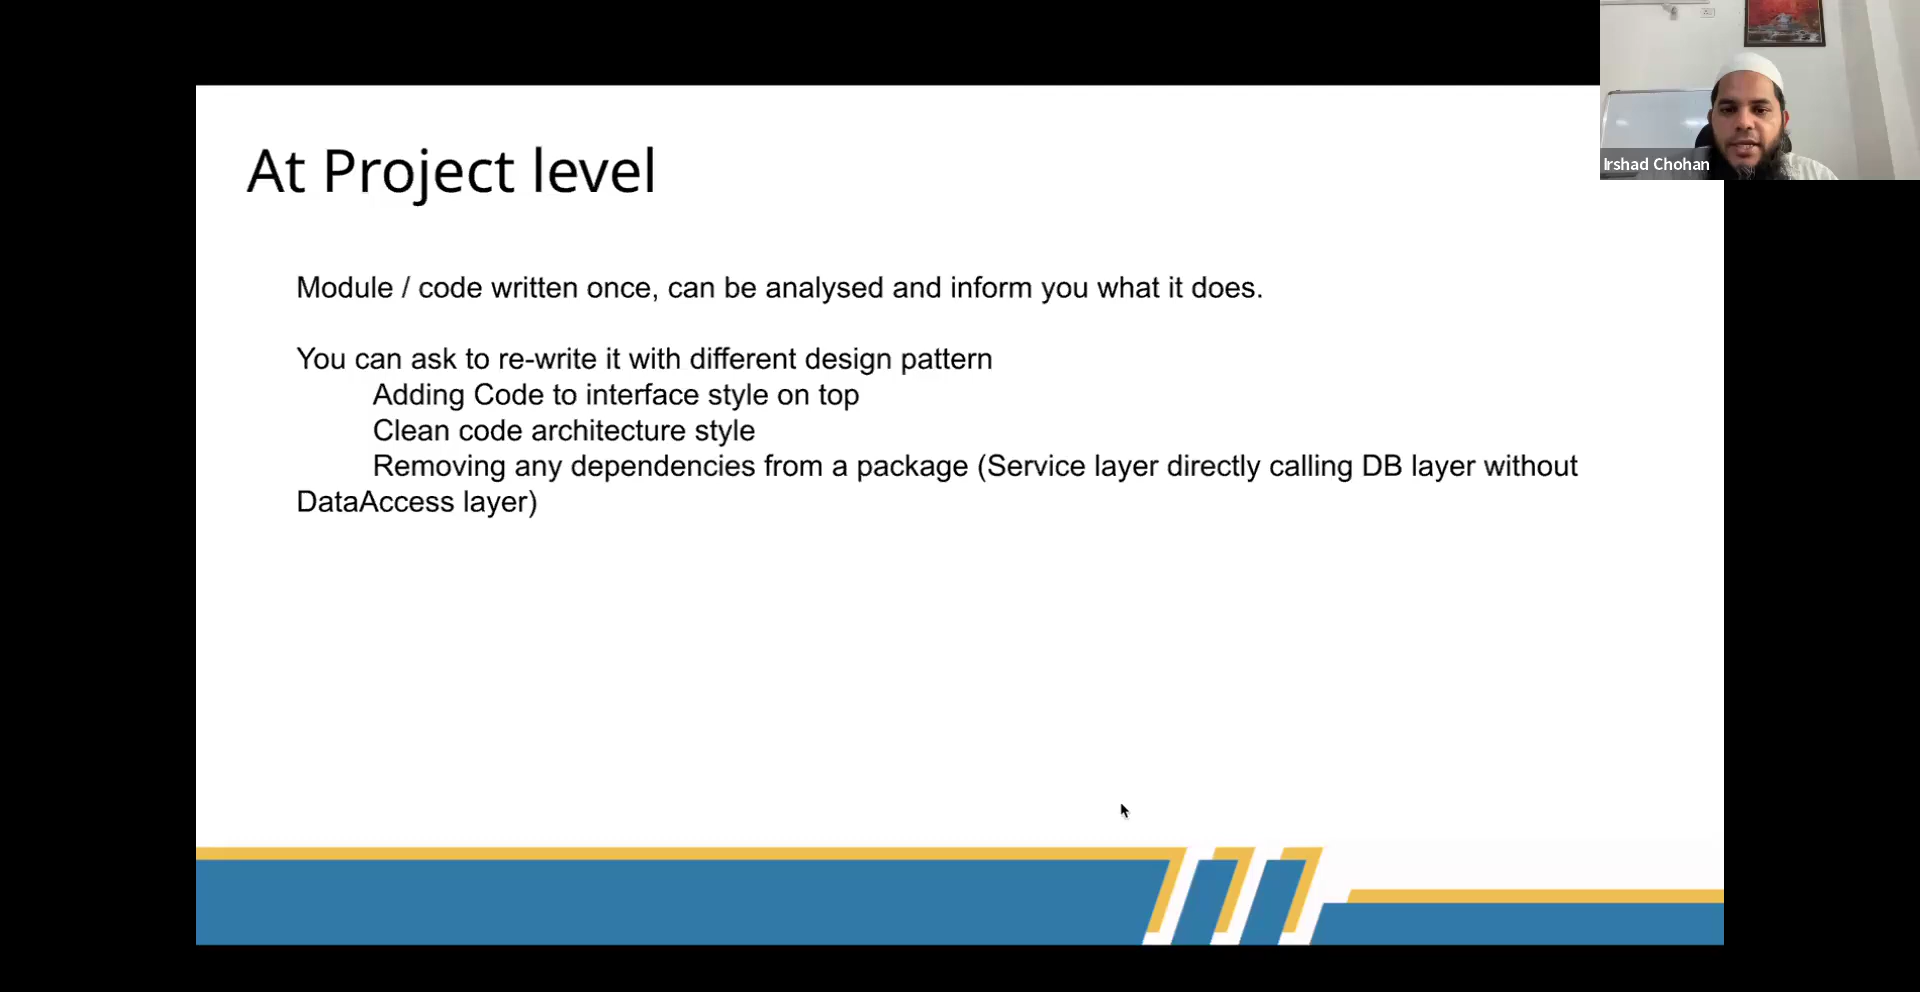 At Project level
Module / code written once, can be analysed and inform you what it does.
You can ask to re-write it with different design pattern
Adding Code to interface style on top
Clean code architecture style
Removing any dependencies from a package (Service layer directly calling DB layer without
DataAccess layer)
Irshad Chohan